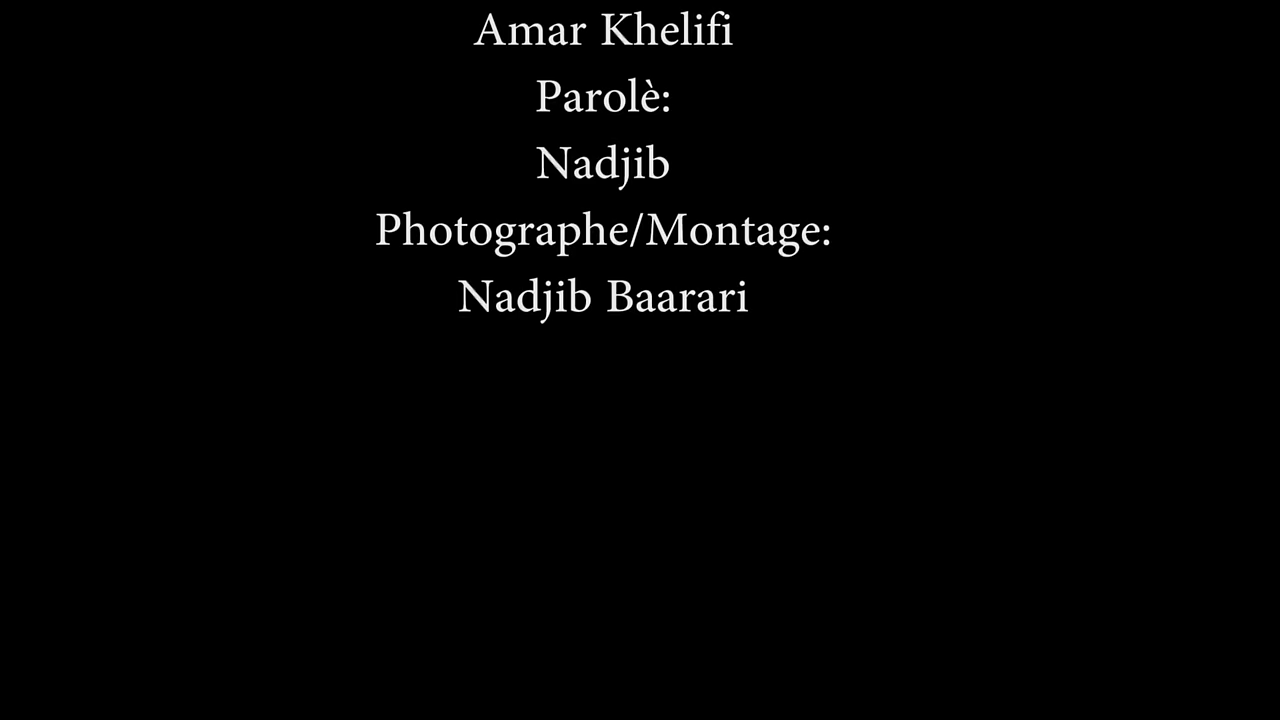 Amar Khelifi
Parolè:
Nadjib
Photographe/Montage:
Nadjib Baarari